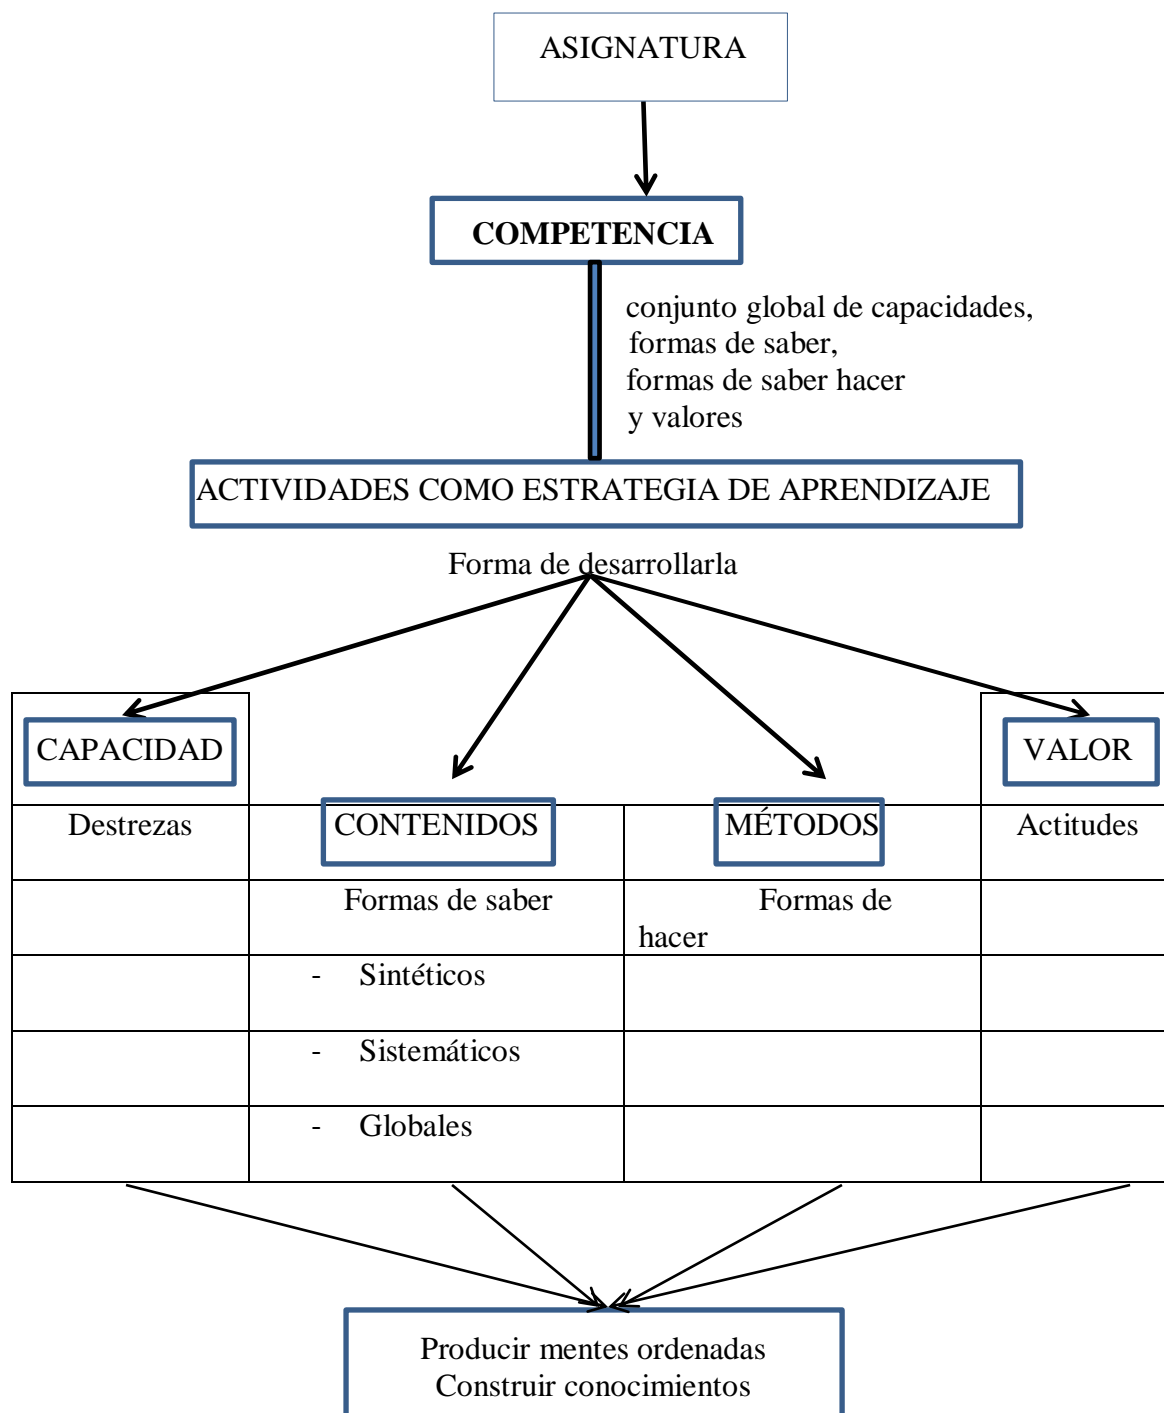 ASIGNATURA
COMPETENCIA
conjunto global de capacidades,
formas de saber,
formas de saber hacer
y valores
ACTIVIDADES COMO ESTRATEGIA DE APRENDIZAJE
Forma de desarrollarla
CAPACIDAD
VALOR
Destrezas
CONTENIDOS
MÉTODOS
Actitudes
Formas de saber
Formas de
hacer
- Sintéticos
- Sistemáticos
- Globales
Producir mentes ordenadas
Construir conocimientos